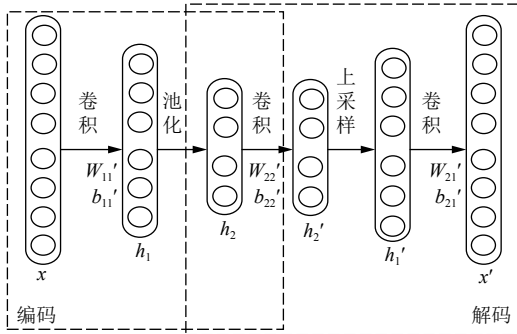 卷积
池化
卷积
上采样
卷积
W₁₁′
b₁₁′
W₂₂′
b₂₂′
W₂₁′
b₂₁′
x
h₁
h₂
h₂′
h₁′
x′
编码
解码